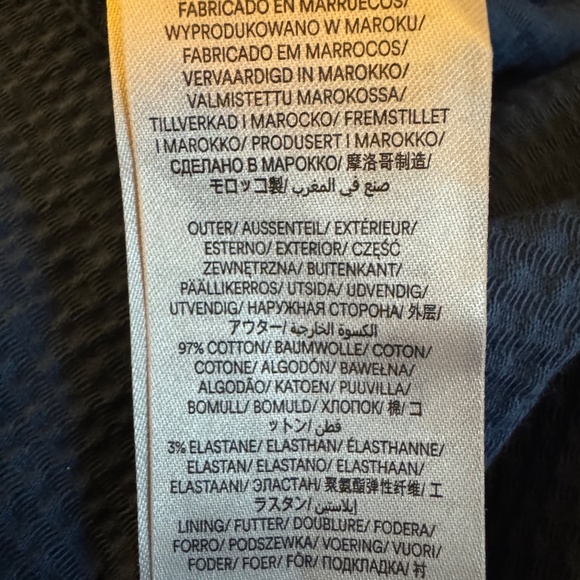 FABRICADO EN MARRUECOS/
WYPRODUKOWANO W MAROKU/
FABRICADO EM MARROCOS/
VERVAARDIGD IN MAROKKO/
VALMISTETTU MAROKOSSA/
TILLVERKAD I MAROCKO/ FREMSTILLET
I MAROKKO/ PRODUSERT I MAROKKO/
СДЕЛАНО В МАРОККО/ 摩洛哥制造/
モロッコ製/ صنع في المغرب
OUTER/ AUSSENTEIL/ EXTÉRIEUR/
ESTERNO/ EXTERIOR/ CZĘŚĆ
ZEWNĘTRZNA/ BUITENKANT/
PÄÄLLIKERROS/ UTSIDA/ UDVENDIG/
UTVENDIG/ НАРУЖНАЯ СТОРОНА/ 外层/
アウター/ الكسوة الخارجية
97% COTTON/ BAUMWOLLE/ COTON/
COTONE/ ALGODÓN/ BAWEŁNA/
ALGODÃO/ KATOEN/ PUUVILLA/
BOMULL/ BOMULD/ ХЛОПОК/ 棉/ コ
ットン/ قطن
3% ELASTANE/ ELASTHAN/ ÉLASTHANNE/
ELASTAN/ ELASTANO/ ELASTHAAN/
ELASTAANI/ ЭЛАСТАН/ 聚氨酯弹性纤维/ エ
ラスタン/ إيلاستين
LINING/ FUTTER/ DOUBLURE/ FODERA/
FORRO/ PODSZEWKA/ VOERING/ VUORI/
FODER/ FOER/ FÔR/ ПОДКЛАДКА/ 衬